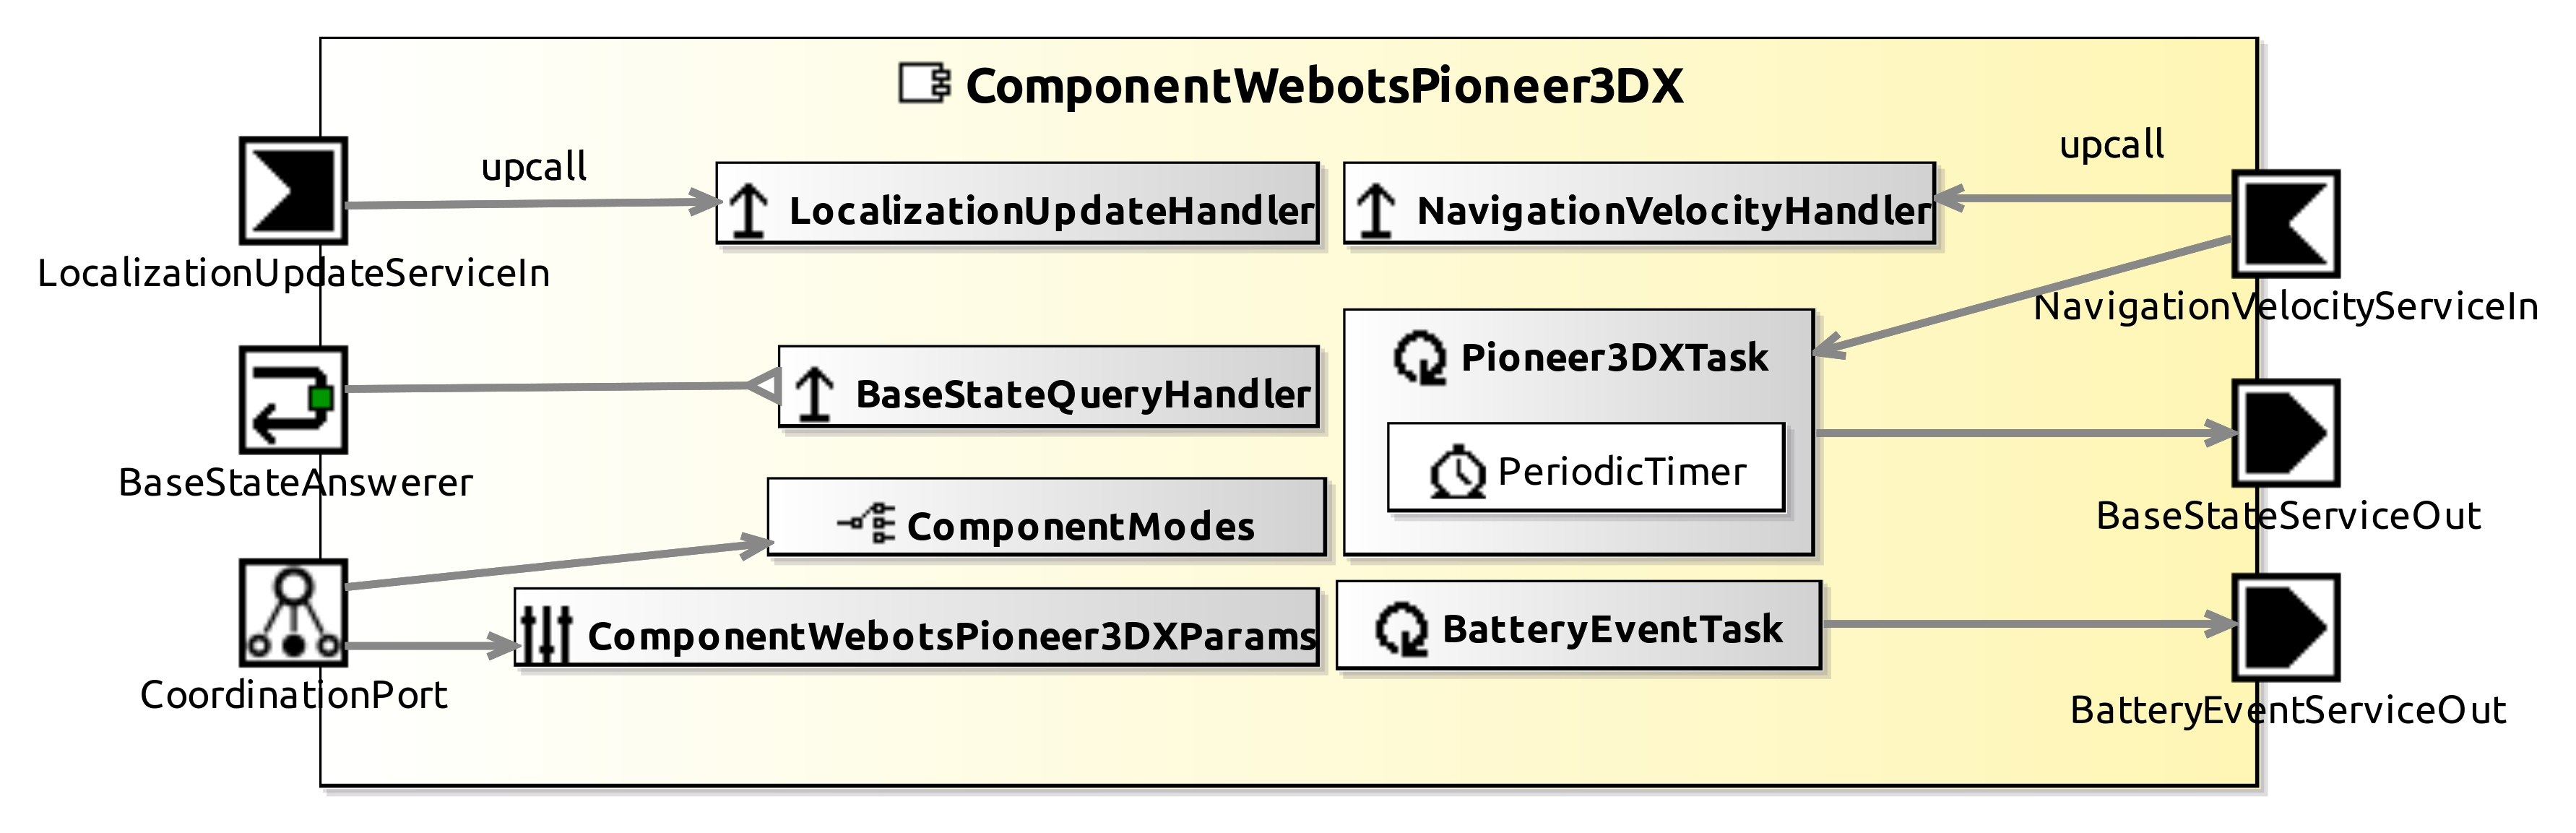 ComponentWebotsPioneer3DX
upcall
upcall
LocalizationUpdateHandler
NavigationVelocityHandler
LocalizationUpdateServiceIn
NavigationVelocityServiceIn
Pioneer3DXTask
BaseStateQueryHandler
PeriodicTimer
BaseStateAnswerer
BaseStateServiceOut
ComponentModes
ComponentWebotsPioneer3DXParams
BatteryEventTask
CoordinationPort
BatteryEventServiceOut